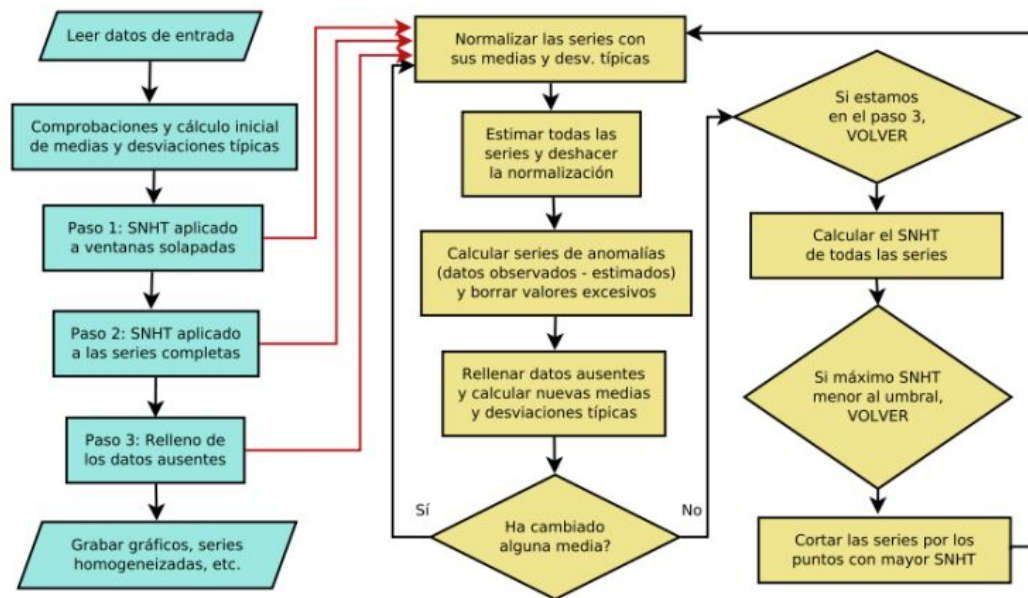 Leer datos de entrada
Comprobaciones y cálculo inicial
de medias y desviaciones típicas
Paso 1: SNHT aplicado
a ventanas solapadas
Paso 2: SNHT aplicado
a las series completas
Paso 3: Relleno de
los datos ausentes
Grabar gráficos, series
homogeneizadas, etc.
Normalizar las series con
sus medias y desv. típicas
Estimar todas las
series y deshacer
la normalización
Calcular series de anomalías
(datos observados - estimados)
y borrar valores excesivos
Rellenar datos ausentes
y calcular nuevas medias
y desviaciones típicas
Sí
Ha cambiado
alguna media?
No
Si estamos
en el paso 3,
VOLVER
Calcular el SNHT
de todas las series
Si máximo SNHT
menor al umbral,
VOLVER
Cortar las series por los
puntos con mayor SNHT